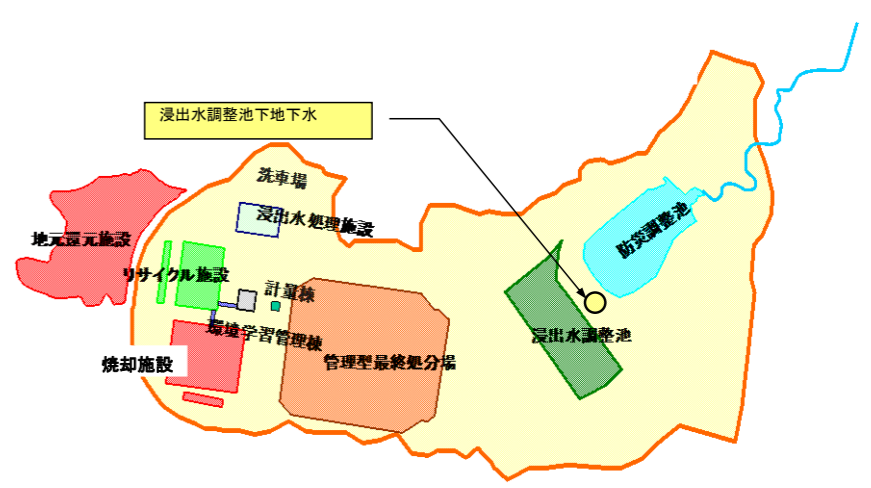 浸出水調整池下地下水
洗車場
浸出水処理施設
防災調整池
地元還元施設
リサイクル施設
計量棟
環境学習管理棟
浸出水調整池
焼却施設
管理型最終処分場